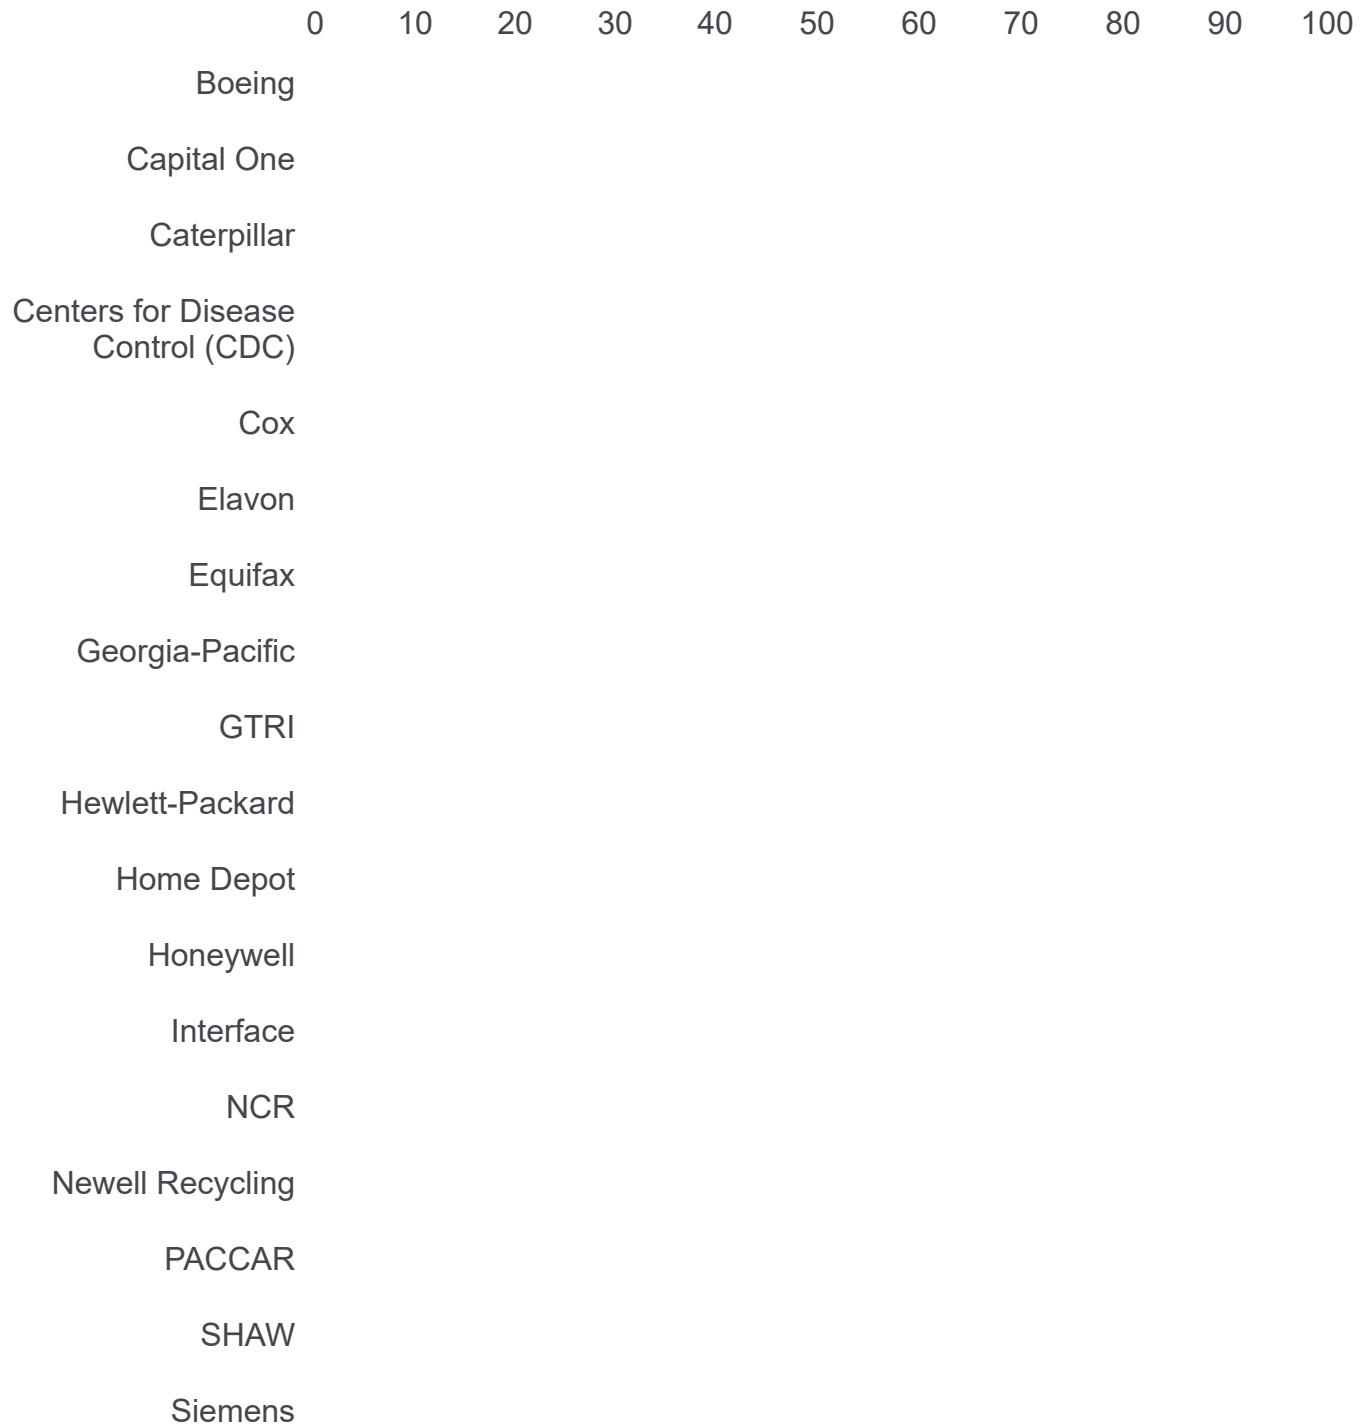 0 10 20 30 40 50 60 70 80 90 100
Boeing
Capital One
Caterpillar
Centers for Disease
Control (CDC)
Cox
Elavon
Equifax
Georgia-Pacific
GTRI
Hewlett-Packard
Home Depot
Honeywell
Interface
NCR
Newell Recycling
PACCAR
SHAW
Siemens